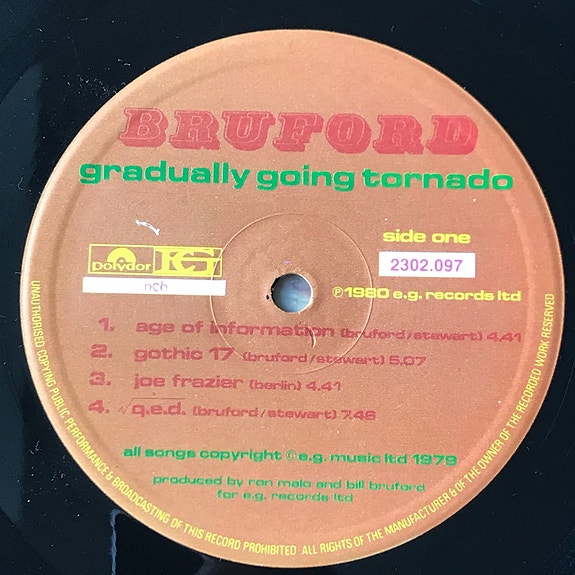 BRUFORD
gradually going tornado
side one
polydor EG
2302.097
ncb
℗1980 e.g. records ltd
1. age of information (bruford/stewart) 4.41
2. gothic 17 (bruford/stewart) 5.07
3. joe frazier (berlin) 4.41
4. √q.e.d. (bruford/stewart) 7.48
all songs copyright ©e.g. music ltd 1979
produced by ron malo and bill bruford
for e.g. records ltd
UNAUTHORISED COPYING PUBLIC PERFORMANCE & BROADCASTING OF THIS RECORD PROHIBITED ALL RIGHTS OF THE MANUFACTURER & OF THE OWNER OF THE RECORDED WORK RESERVED